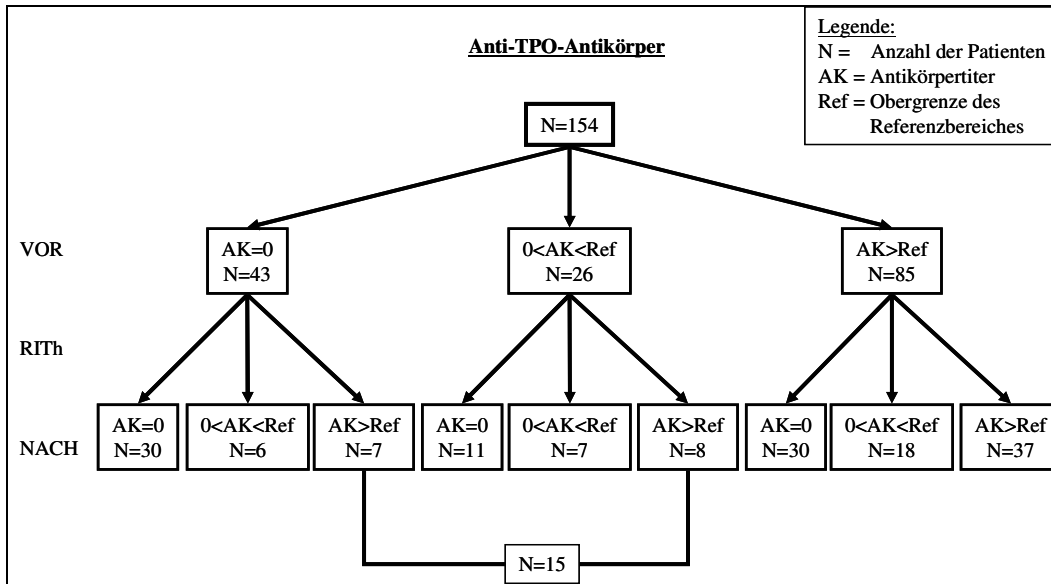 Anti-TPO-Antikörper
Legende:
N = Anzahl der Patienten
AK = Antikörpertiter
Ref = Obergrenze des
Referenzbereiches
N=154
VOR
AK=0
N=43
0<AK<Ref
N=26
AK>Ref
N=85
RITh
NACH
AK=0
N=30
0<AK<Ref
N=6
AK>Ref
N=7
AK=0
N=11
0<AK<Ref
N=7
AK>Ref
N=8
AK=0
N=30
0<AK<Ref
N=18
AK>Ref
N=37
N=15